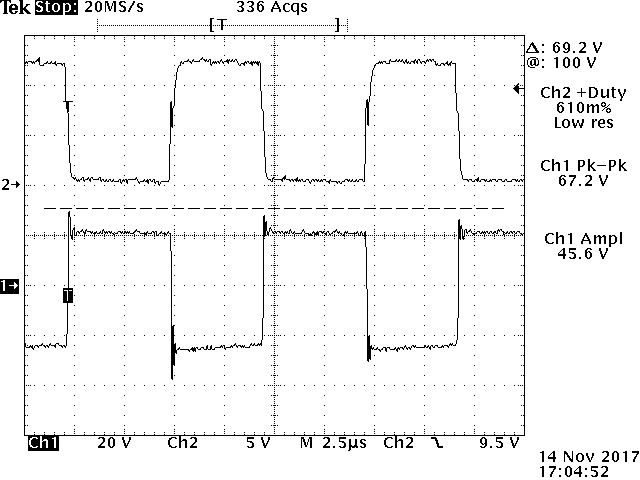 Tek Stop: 20MS/s 336 Acqs
[ T ]
Δ: 69.2 V
@: 100 V
Ch2 +Duty
610m%
Low res
T
Ch1 Pk-Pk
67.2 V
2→
Ch1 Ampl
45.6 V
1→
T
Ch1 20 V Ch2 5 V M 2.5µs Ch2 9.5 V
14 Nov 2017
17:04:52